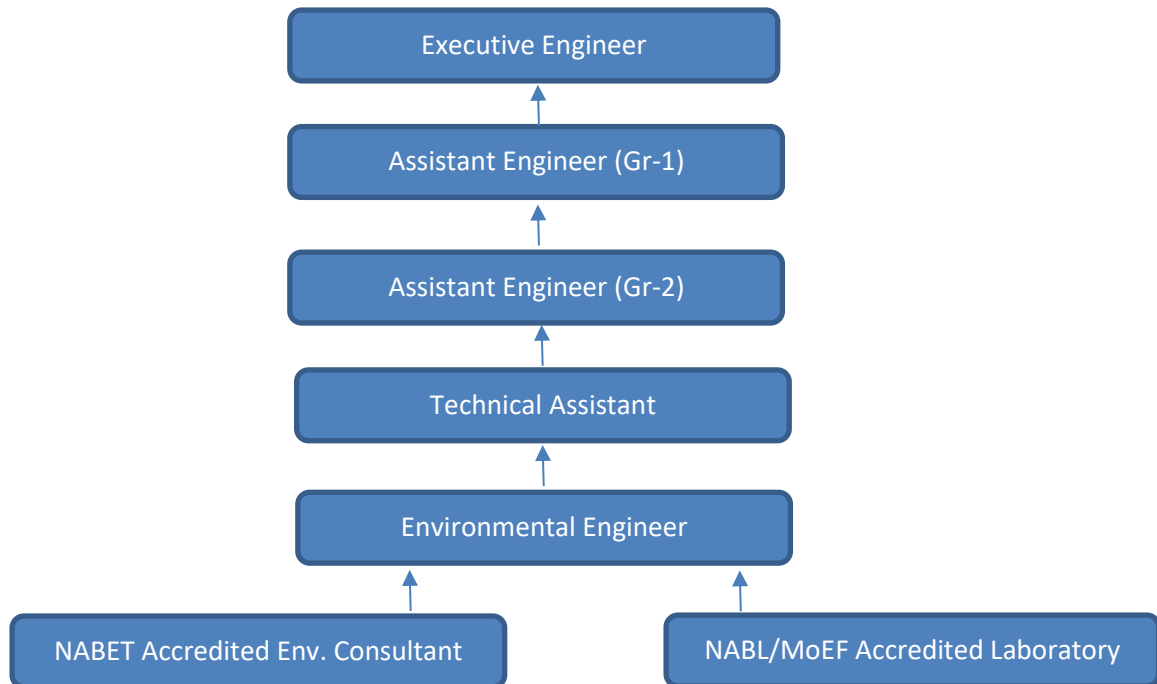 Executive Engineer
Assistant Engineer (Gr-1)
Assistant Engineer (Gr-2)
Technical Assistant
Environmental Engineer
NABET Accredited Env. Consultant
NABL/MoEF Accredited Laboratory